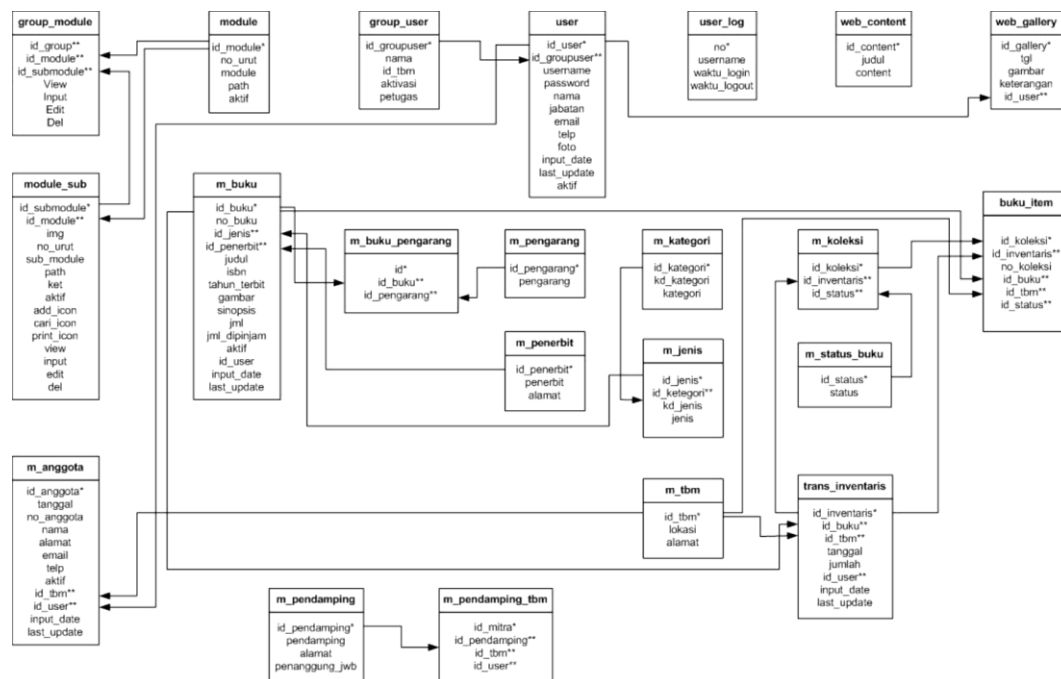 group_module
id_group**
id_module**
id_submodule**
View
Input
Edit
Del
module
id_module*
no_urut
module
path
aktif
group_user
id_groupuser*
nama
id_tbm
aktivasi
petugas
user
id_user*
id_groupuser**
username
password
nama
jabatan
email
telp
foto
input_date
last_update
aktif
user_log
no*
username
waktu_login
waktu_logout
web_content
id_content*
judul
content
web_gallery
id_gallery*
tgl
gambar
keterangan
id_user**
module_sub
id_submodule*
id_module**
img
no_urut
sub_module
path
ket
aktif
add_icon
cari_icon
print_icon
view
input
edit
del
m_buku
id_buku*
no_buku
id_jenis**
id_penerbit**
judul
isbn
tahun_terbit
gambar
sinopsis
jml
jml_dipinjam
aktif
id_user
input_date
last_update
m_buku_pengarang
id*
id_buku**
id_pengarang**
m_pengarang
id_pengarang*
pengarang
m_kategori
id_kategori*
kd_kategori
kategori
m_koleksi
id_koleksi*
id_inventaris**
id_status**
buku_item
id_koleksi*
id_inventaris**
no_koleksi
id_buku**
id_tbm**
id_status**
m_penerbit
id_penerbit*
penerbit
alamat
m_jenis
id_jenis*
id_ketegori**
kd_jenis
jenis
m_status_buku
id_status*
status
m_anggota
id_anggota*
tanggal
no_anggota
nama
alamat
email
telp
aktif
id_tbm**
id_user**
input_date
last_update
m_tbm
id_tbm*
lokasi
alamat
trans_inventaris
id_inventaris*
id_buku**
id_tbm**
tanggal
jumlah
id_user**
input_date
last_update
m_pendamping
id_pendamping*
pendamping
alamat
penanggung_jwb
m_pendamping_tbm
id_mitra*
id_pendamping**
id_tbm**
id_user**